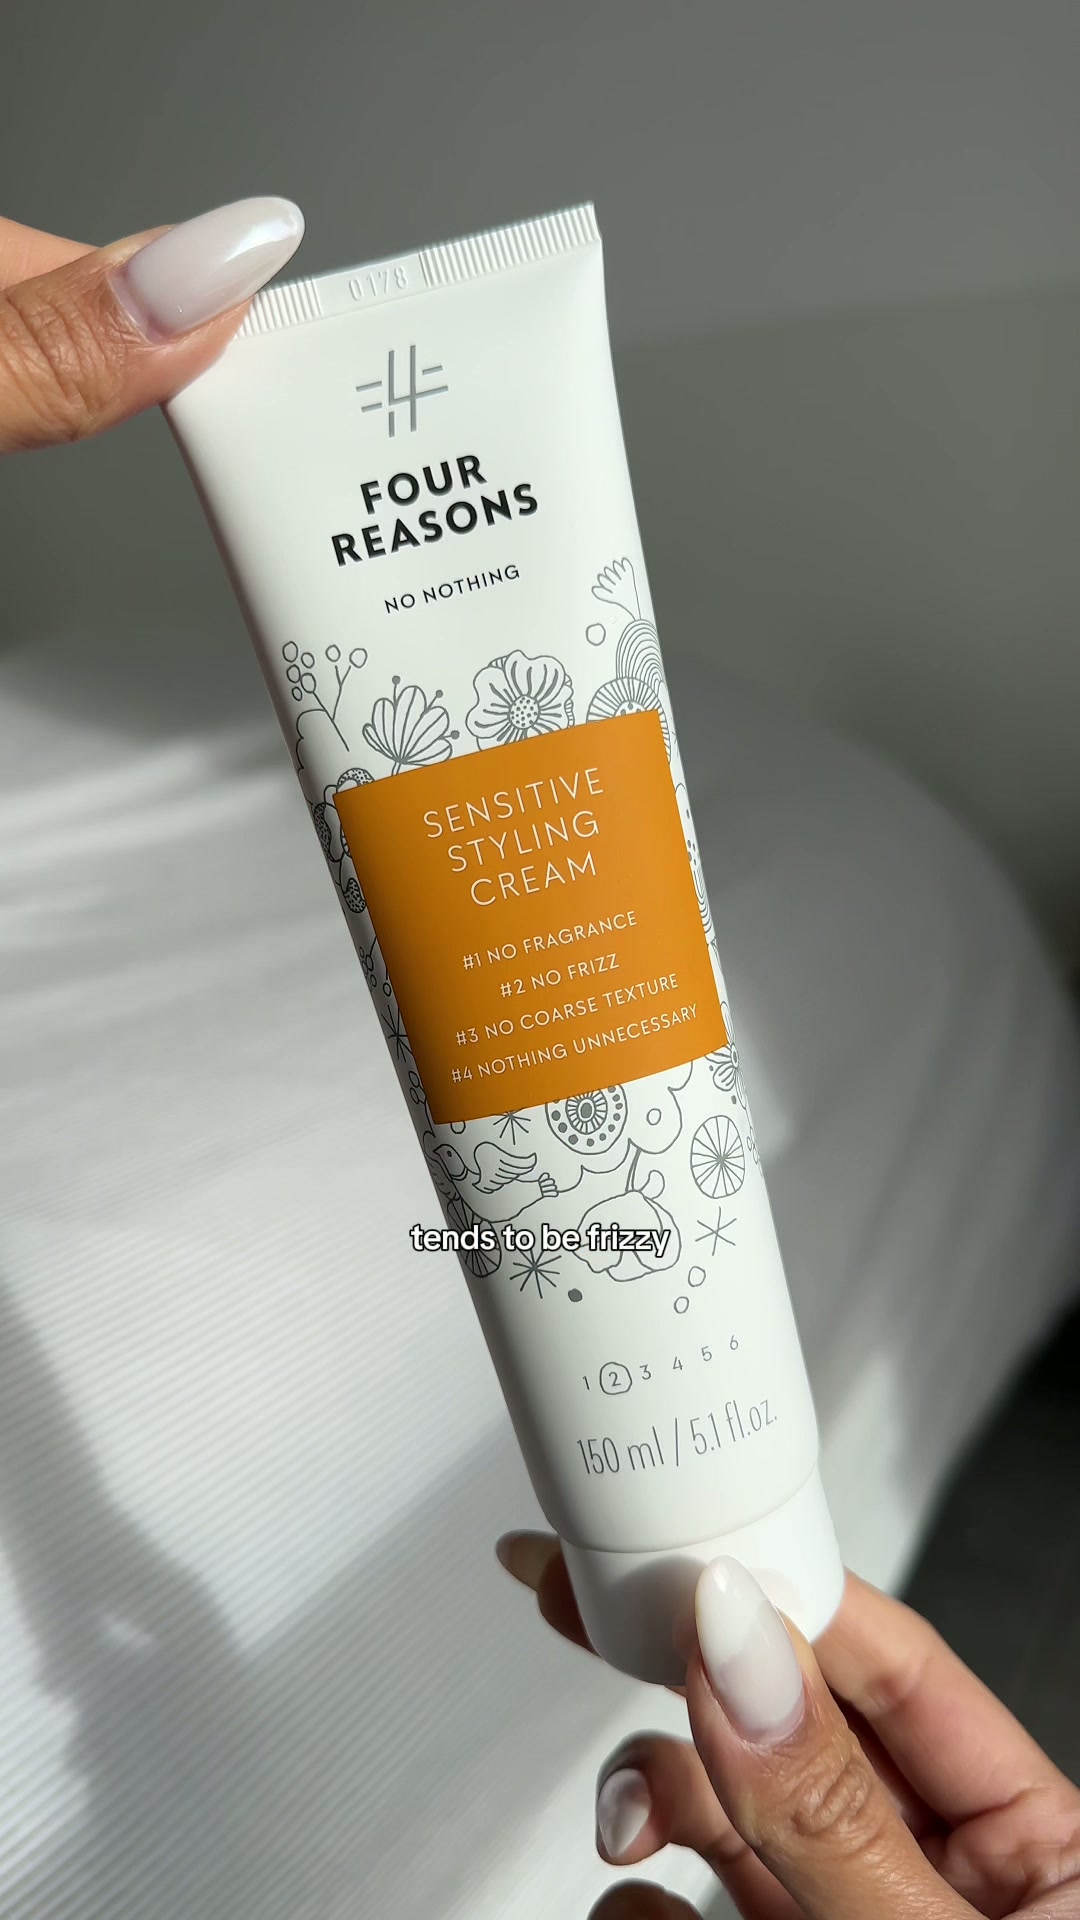 0178
4
FOUR
REASONS
NO NOTHING
SENSITIVE
STYLING
CREAM
#1 NO FRAGRANCE
#2 NO FRIZZ
#3 NO COARSE TEXTURE
#4 NOTHING UNNECESSARY
tends to be frizzy
1 2 3 4 5 6
150 ml / 5.1 fl.oz.